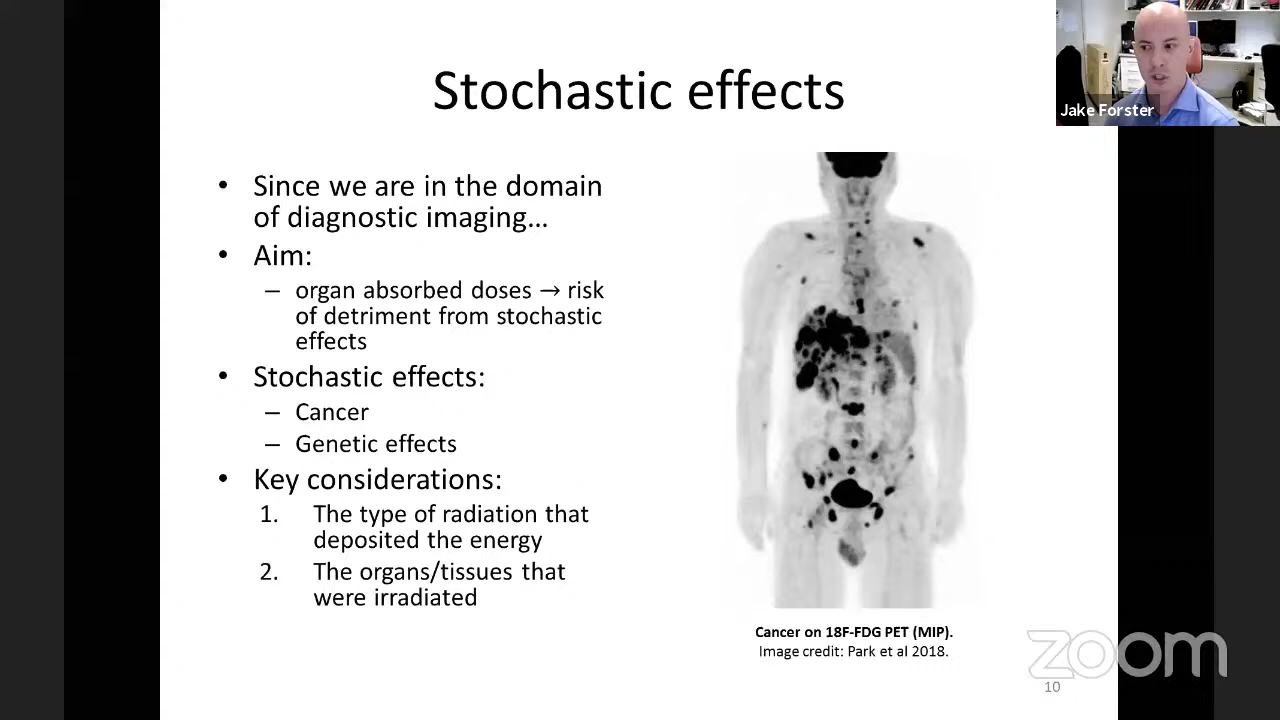 Stochastic effects
Jake Forster
• Since we are in the domain
of diagnostic imaging...
• Aim:
– organ absorbed doses → risk
of detriment from stochastic
effects
• Stochastic effects:
– Cancer
– Genetic effects
• Key considerations:
1. The type of radiation that
deposited the energy
2. The organs/tissues that
were irradiated
Cancer on 18F-FDG PET (MIP).
Image credit: Park et al 2018.
zoom
10